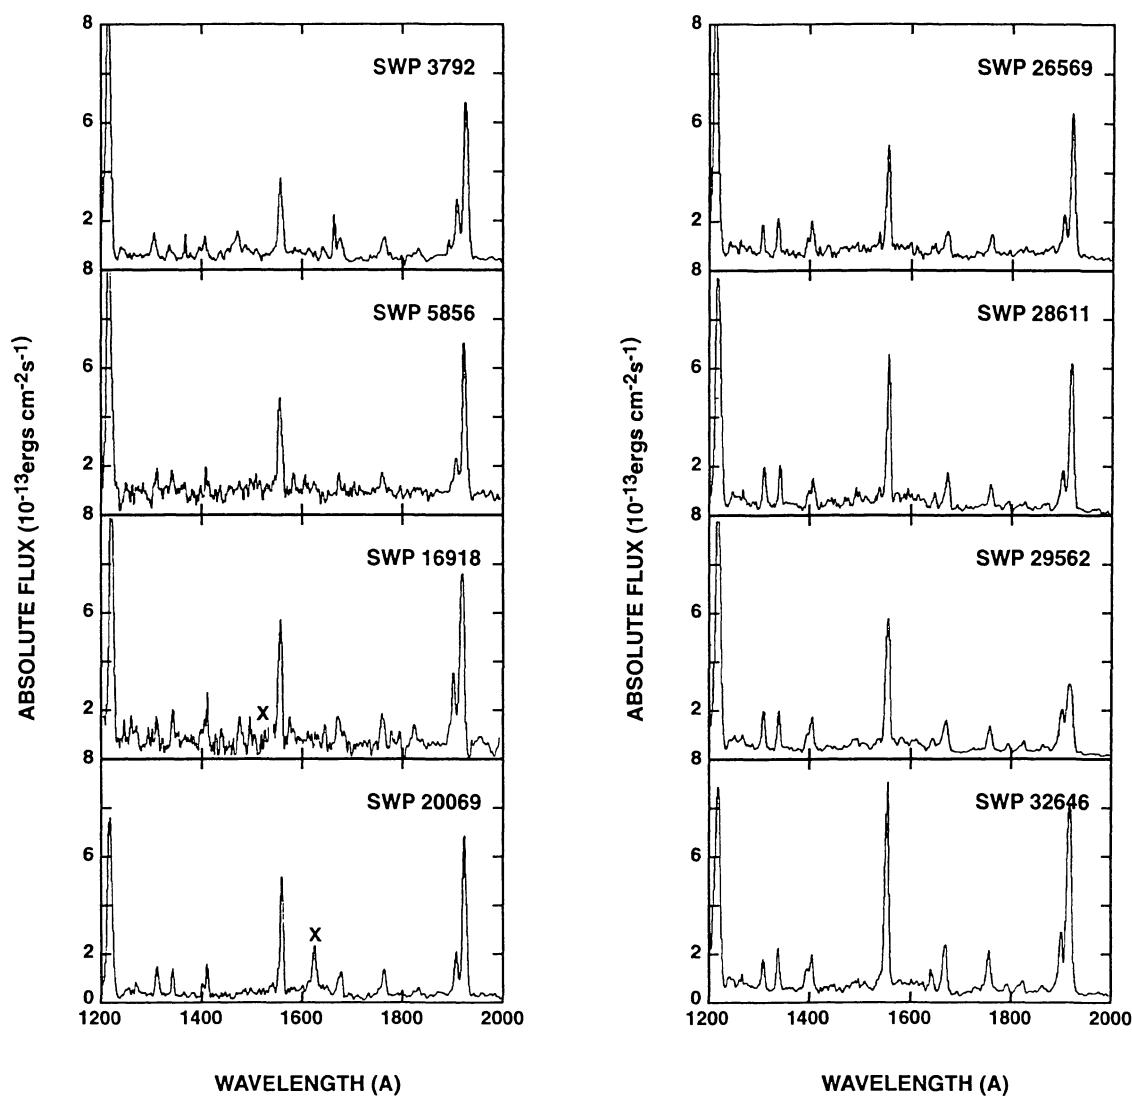 8
SWP 3792
6
2
8
SWP 5856
6
2
8
SWP 16918
6
X
2
8
SWP 20069
6
X
2
0
1200 1400 1600 1800 2000
WAVELENGTH (A)
ABSOLUTE FLUX (10-13ergs cm-2s-1)
8
SWP 26569
6
2
8
SWP 28611
6
2
8
SWP 29562
6
2
8
SWP 32646
6
2
0
1200 1400 1600 1800 2000
WAVELENGTH (A)
ABSOLUTE FLUX (10-13ergs cm-2s-1)